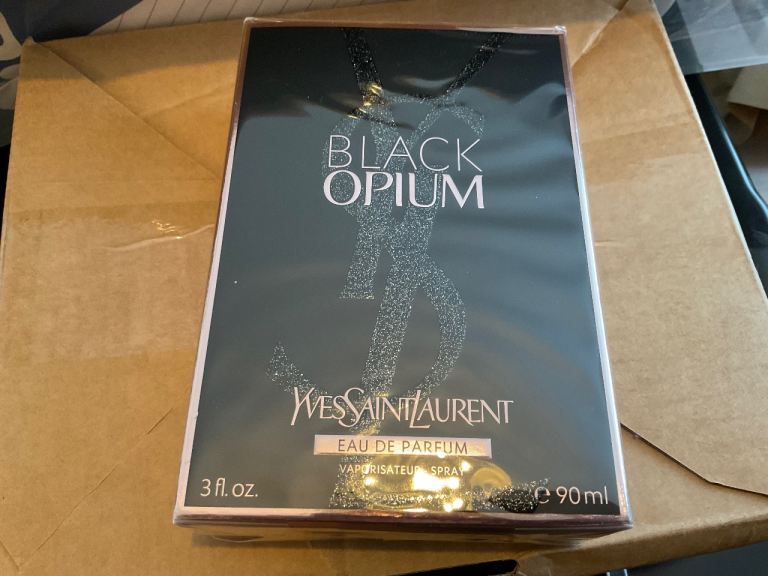 BLACK
OPIUM
YVESSAINTLAURENT
EAU DE PARFUM
VAPORISATEUR SPRAY
3 fl. oz. ℮ 90 ml